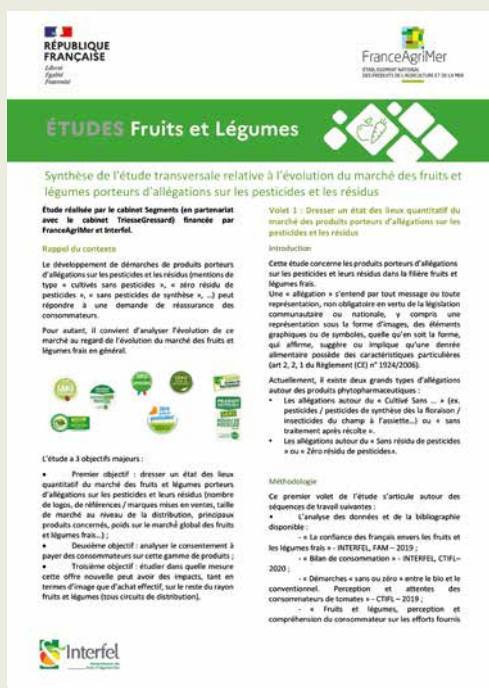 RÉPUBLIQUE
FRANÇAISE
Liberté
Égalité
Fraternité
FranceAgriMer
ÉTABLISSEMENT NATIONAL
DES PRODUITS DE L'AGRICULTURE ET DE LA MER
ÉTUDES Fruits et Légumes
Synthèse de l'étude transversale relative à l'évolution du marché des fruits et
légumes porteurs d'allégations sur les pesticides et les résidus
Étude réalisée par le cabinet Segments (en partenariat
avec le cabinet TriesseGressard) financée par
FranceAgriMer et Interfel.
Rappel du contexte
Le développement de démarches de produits porteurs
d'allégations sur les pesticides et les résidus (mentions de
type « cultivés sans pesticides », « zéro résidu de
pesticides », « sans pesticides de synthèse », …) peut
répondre à une demande de réassurance des
consommateurs.
Pour autant, il convient d'analyser l'évolution de ce
marché au regard de l'évolution du marché des fruits et
légumes frais en général.
L'étude a 3 objectifs majeurs :
• Premier objectif : dresser un état des lieux
quantitatif du marché des fruits et légumes porteurs
d'allégations sur les pesticides et leurs résidus (nombre
de logos, de références / marques mises en ventes, taille
de marché au niveau de la distribution, principaux
produits concernés, poids sur le marché global des fruits
et légumes frais…) ;
• Deuxième objectif : analyser le consentement à
payer des consommateurs sur cette gamme de produits ;
• Troisième objectif : étudier dans quelle mesure
cette offre nouvelle peut avoir des impacts, tant en
termes d'image que d'achat effectif, sur le reste du rayon
fruits et légumes (tous circuits de distribution).
Interfel
Volet 1 : Dresser un état des lieux quantitatif du
marché des produits porteurs d'allégations sur les
pesticides et les résidus
Introduction
Cette étude concerne les produits porteurs d'allégations
sur les pesticides et leurs résidus dans la filière fruits et
légumes frais.
Une « allégation » s'entend par tout message ou toute
représentation, non obligatoire en vertu de la législation
communautaire ou nationale, y compris une
représentation sous la forme d'images, des éléments
graphiques ou de symboles, quelle qu'en soit la forme,
qui affirme, suggère ou implique qu'une denrée
alimentaire possède des caractéristiques particulières
(art 2, 2, 1 du Règlement (CE) n° 1924/2006).
Actuellement, il existe deux grands types d'allégations
autour des produits phytopharmaceutiques :
• Les allégations autour du « Cultivé Sans … » (ex.
pesticides / pesticides de synthèse dès la floraison /
insecticides du champ à l'assiette…) ou « sans
traitement après récolte ».
• Les allégations autour du « Sans résidu de pesticides
» ou « Zéro résidu de pesticides ».
Méthodologie
Ce premier volet de l'étude s'articule autour des
séquences de travail suivantes :
• L'analyse des données et de la bibliographie
disponible :
- « La confiance des français envers les fruits et
les légumes frais » - INTERFEL, FAM – 2019 ;
- « Bilan de consommation » - INTERFEL, CTIFL–
2020 ;
- « Démarches « sans ou zéro » entre le bio et le
conventionnel. Perception et attentes des
consommateurs de tomates » - CTIFL – 2019 ;
- « Fruits et légumes, perception et
compréhension du consommateur sur les efforts fournis